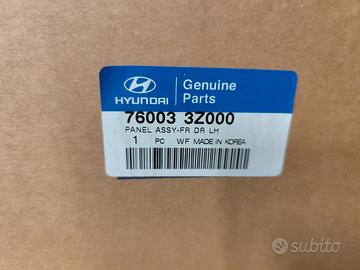 HYUNDAI
Genuine
Parts
76003 3Z000
PANEL ASSY-FR DR LH
1 PC WF MADE IN KOREA
subito